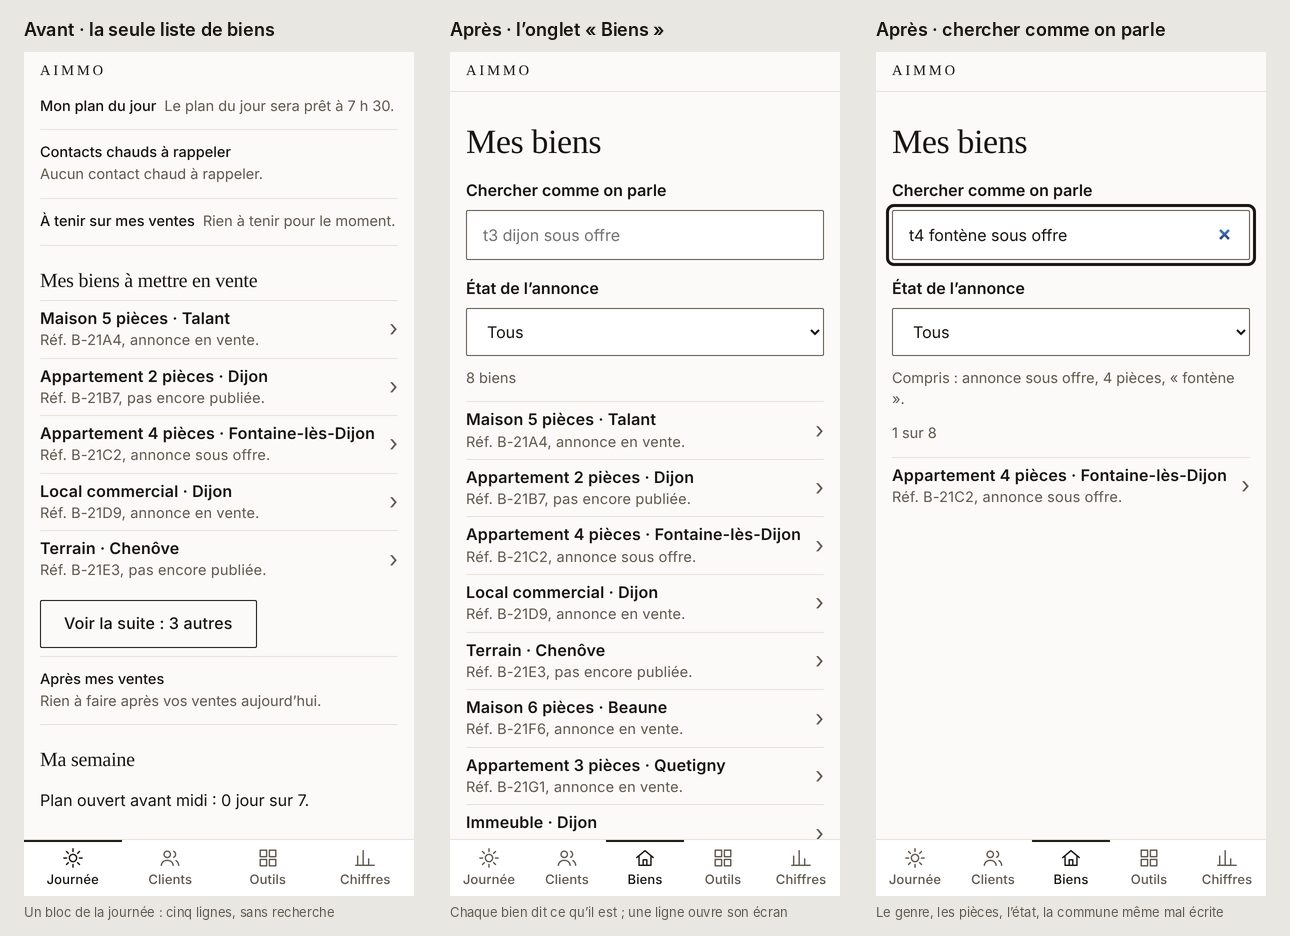 Avant · la seule liste de biens
AIMMO
Mon plan du jour Le plan du jour sera prêt à 7 h 30.
Contacts chauds à rappeler
Aucun contact chaud à rappeler.
À tenir sur mes ventes Rien à tenir pour le moment.
Mes biens à mettre en vente
Maison 5 pièces · Talant
Réf. B-21A4, annonce en vente.
Appartement 2 pièces · Dijon
Réf. B-21B7, pas encore publiée.
Appartement 4 pièces · Fontaine-lès-Dijon
Réf. B-21C2, annonce sous offre.
Local commercial · Dijon
Réf. B-21D9, annonce en vente.
Terrain · Chenôve
Réf. B-21E3, pas encore publiée.
Voir la suite : 3 autres
Après mes ventes
Rien à faire après vos ventes aujourd’hui.
Ma semaine
Plan ouvert avant midi : 0 jour sur 7.
Journée Clients Outils Chiffres
Un bloc de la journée : cinq lignes, sans recherche
Après · l’onglet « Biens »
AIMMO
Mes biens
Chercher comme on parle
t3 dijon sous offre
État de l’annonce
Tous
8 biens
Maison 5 pièces · Talant
Réf. B-21A4, annonce en vente.
Appartement 2 pièces · Dijon
Réf. B-21B7, pas encore publiée.
Appartement 4 pièces · Fontaine-lès-Dijon
Réf. B-21C2, annonce sous offre.
Local commercial · Dijon
Réf. B-21D9, annonce en vente.
Terrain · Chenôve
Réf. B-21E3, pas encore publiée.
Maison 6 pièces · Beaune
Réf. B-21F6, annonce en vente.
Appartement 3 pièces · Quetigny
Réf. B-21G1, annonce en vente.
Immeuble · Dijon
Journée Clients Biens Outils Chiffres
Chaque bien dit ce qu’il est ; une ligne ouvre son écran
Après · chercher comme on parle
AIMMO
Mes biens
Chercher comme on parle
t4 fontène sous offre
État de l’annonce
Tous
Compris : annonce sous offre, 4 pièces, « fontène
».
1 sur 8
Appartement 4 pièces · Fontaine-lès-Dijon
Réf. B-21C2, annonce sous offre.
Journée Clients Biens Outils Chiffres
Le genre, les pièces, l’état, la commune même mal écrite